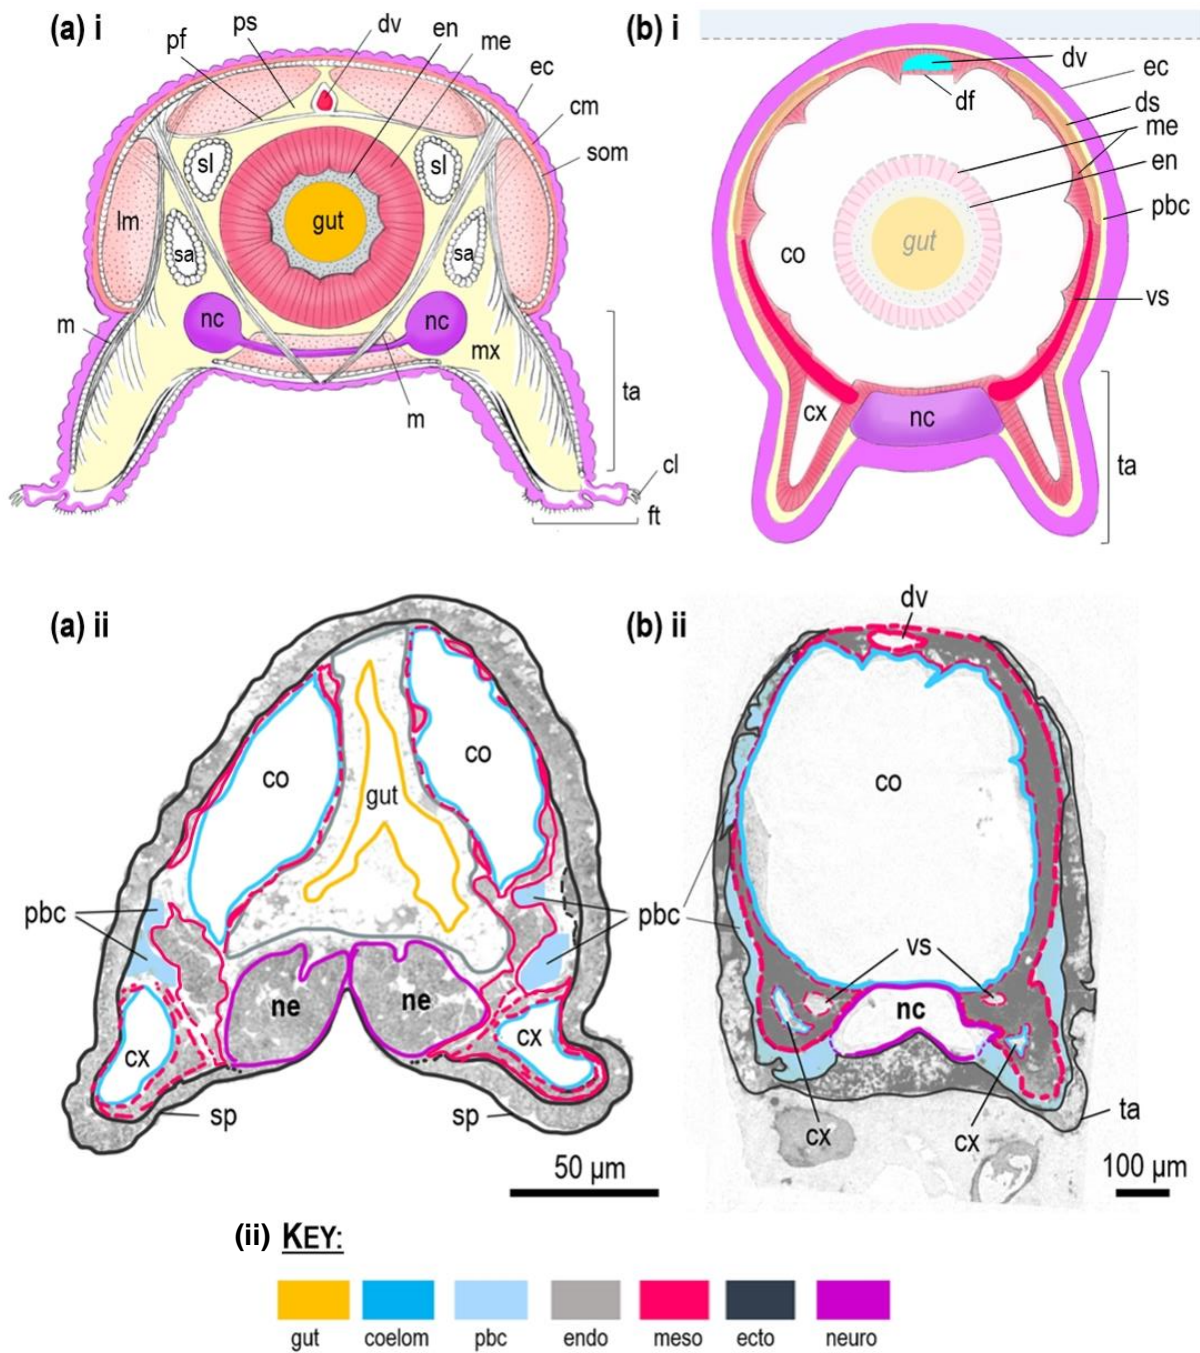 (a) i
pf
ps
dv
en
me
ec
cm
som
sl
sl
lm
gut
sa
sa
nc
nc
m
mx
ta
m
cl
ft
(b) i
dv
ec
df
ds
me
en
pbc
co
gut
vs
cx
nc
ta
(a) ii
co
co
gut
pbc
ne
ne
cx
cx
sp
sp
50 µm
(b) ii
dv
co
pbc
vs
nc
cx
cx
ta
100 µm
(ii) KEY:
gut coelom pbc endo meso ecto neuro